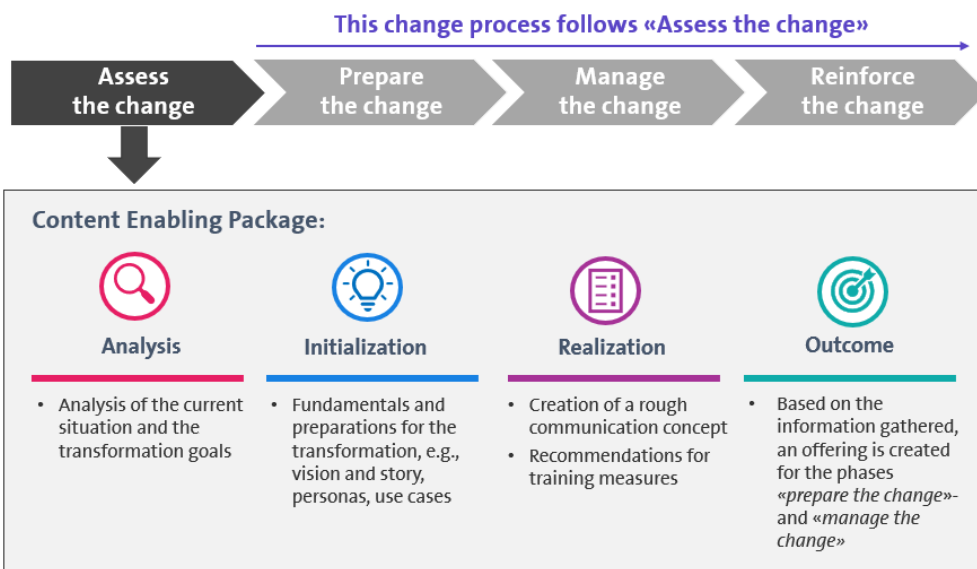 This change process follows «Assess the change»
Assess
the change
Prepare
the change
Manage
the change
Reinforce
the change
Content Enabling Package:
Analysis
• Analysis of the current
situation and the
transformation goals
Initialization
• Fundamentals and
preparations for the
transformation, e.g.,
vision and story,
personas, use cases
Realization
• Creation of a rough
communication concept
• Recommendations for
training measures
Outcome
• Based on the
information gathered,
an offering is created
for the phases
«prepare the change»-
and «manage the
change»